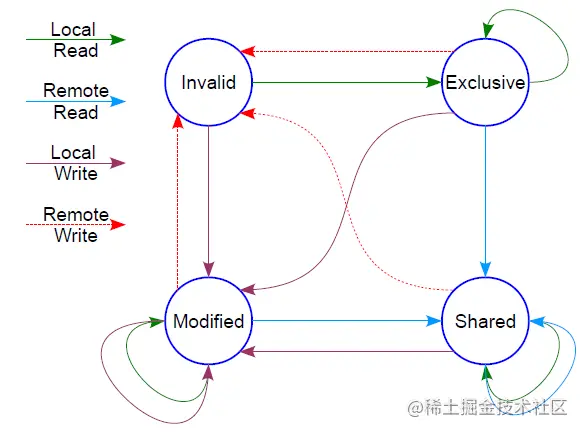 Local
Read
Remote
Read
Local
Write
Remote
Write
Invalid
Exclusive
Modified
Shared
@稀土掘金技术社区